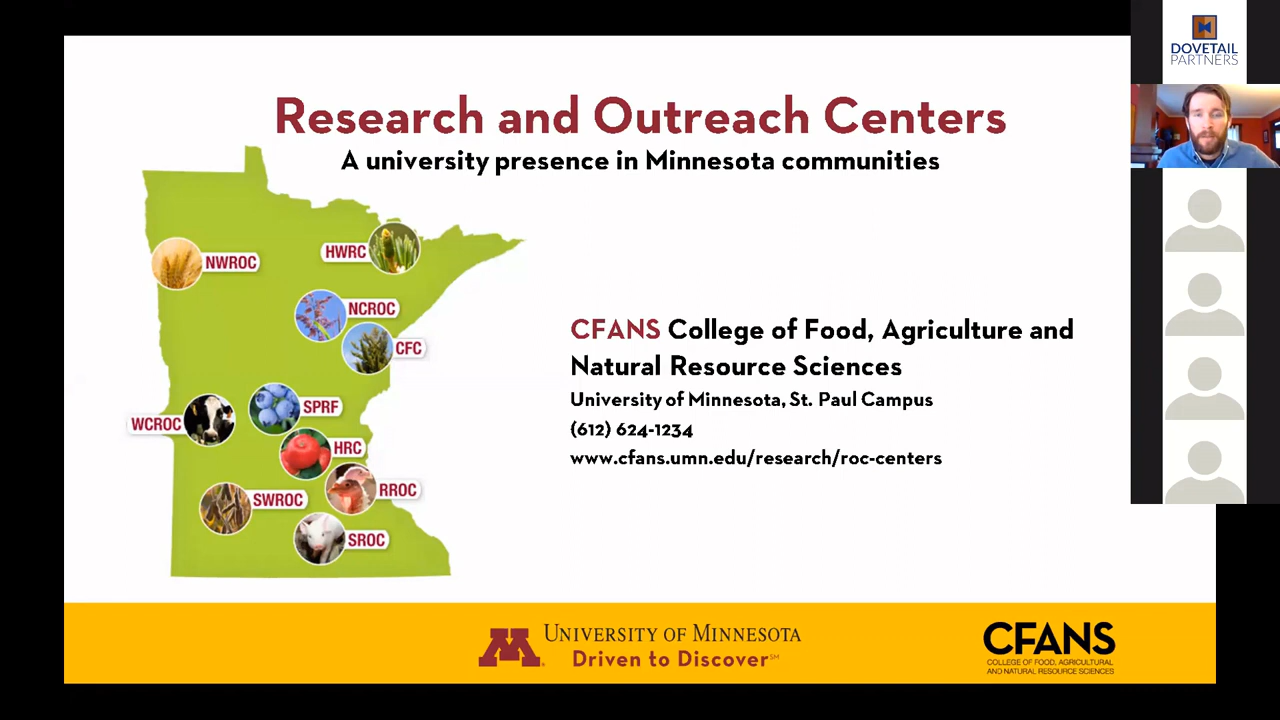 DOVETAIL
PARTNERS
Research and Outreach Centers
A university presence in Minnesota communities
HWRC
NWROC
NCROC
CFC
CFANS College of Food, Agriculture and
Natural Resource Sciences
University of Minnesota, St. Paul Campus
(612) 624-1234
www.cfans.umn.edu/research/roc-centers
SPRF
WCROC
HRC
RROC
SWROC
SROC
M
UNIVERSITY OF MINNESOTA
Driven to Discover℠
CFANS
COLLEGE OF FOOD, AGRICULTURAL
AND NATURAL RESOURCE SCIENCES